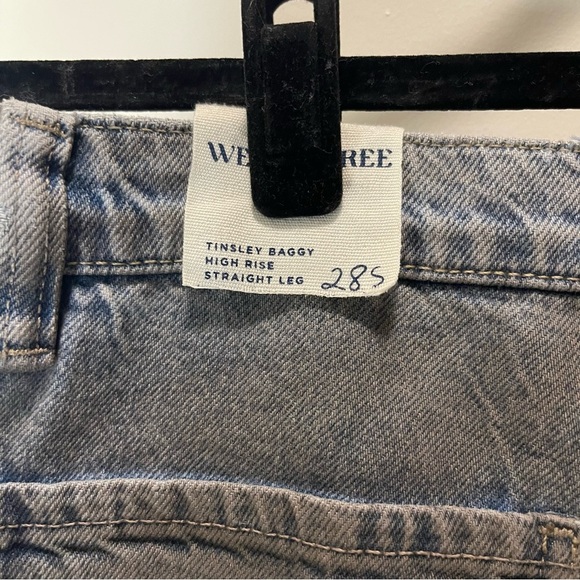 WE REE
TINSLEY BAGGY
HIGH RISE
STRAIGHT LEG 28S